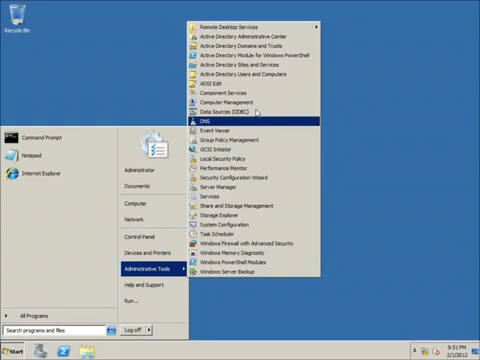 Recycle Bin
Remote Desktop Services
Active Directory Administrative Center
Active Directory Domains and Trusts
Active Directory Module for Windows PowerShell
Active Directory Sites and Services
Active Directory Users and Computers
ADSI Edit
Component Services
Computer Management
Data Sources (ODBC)
DNS
Event Viewer
Group Policy Management
iSCSI Initiator
Local Security Policy
Performance Monitor
Security Configuration Wizard
Server Manager
Services
Share and Storage Management
Storage Explorer
System Configuration
Task Scheduler
Windows Firewall with Advanced Security
Windows Memory Diagnostic
Windows PowerShell Modules
Windows Server Backup
Command Prompt
Notepad
Internet Explorer
All Programs
Search programs and files
Administrator
Documents
Computer
Network
Control Panel
Devices and Printers
Administrative Tools
Help and Support
Run...
Log off
Start
9:51 PM
2/1/2012